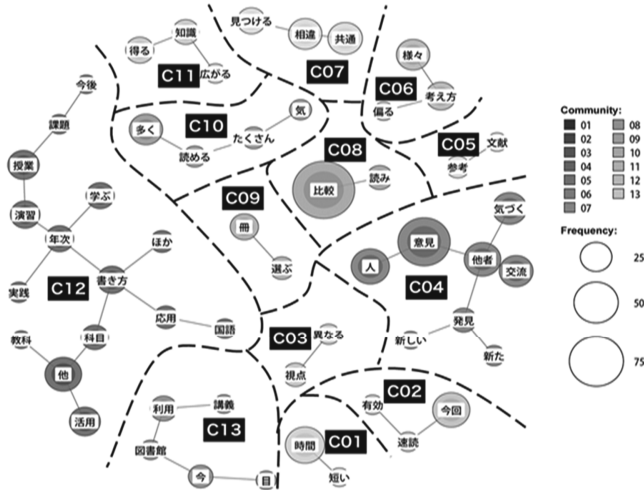 見つける
相違
共通
C07
知識
得る
広がる
C11
様々
C06
考え方
偏る
今後
課題
授業
演習
学ぶ
年次
ほか
C12
書き方
実践
応用
国語
科目
教科
他
活用
C10
気
多く
たくさん
読める
C08
比較
読み
C05
文献
参考
C09
冊
選ぶ
気づく
意見
人
他者
交流
C04
発見
新しい
新た
C03
異なる
視点
C02
有効
今回
速読
C01
時間
短い
利用
講義
C13
図書館
今
目
Community:
01 08
02 09
03 10
04 11
05 12
06 13
07
Frequency:
25
50
75